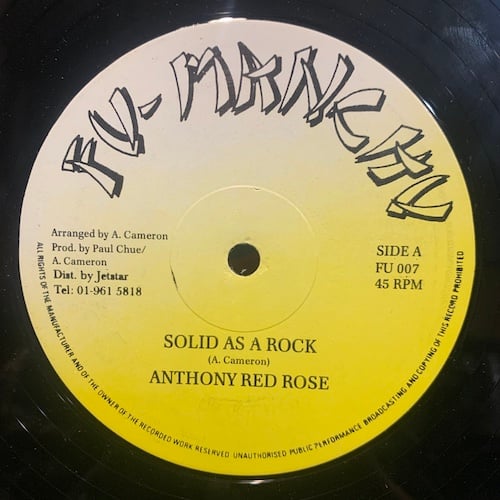 FU-MANCHU
Arranged by A. Cameron
Prod. by Paul Chue/
A. Cameron
Dist. by Jetstar
Tel: 01-961 5818
SIDE A
FU 007
45 RPM
SOLID AS A ROCK
(A. Cameron)
ANTHONY RED ROSE
ALL RIGHTS OF THE MANUFACTURER AND OF THE OWNER OF THE RECORDED WORK RESERVED UNAUTHORISED PUBLIC PERFORMANCE BROADCASTING AND COPYING OF THIS RECORD PROHIBITED